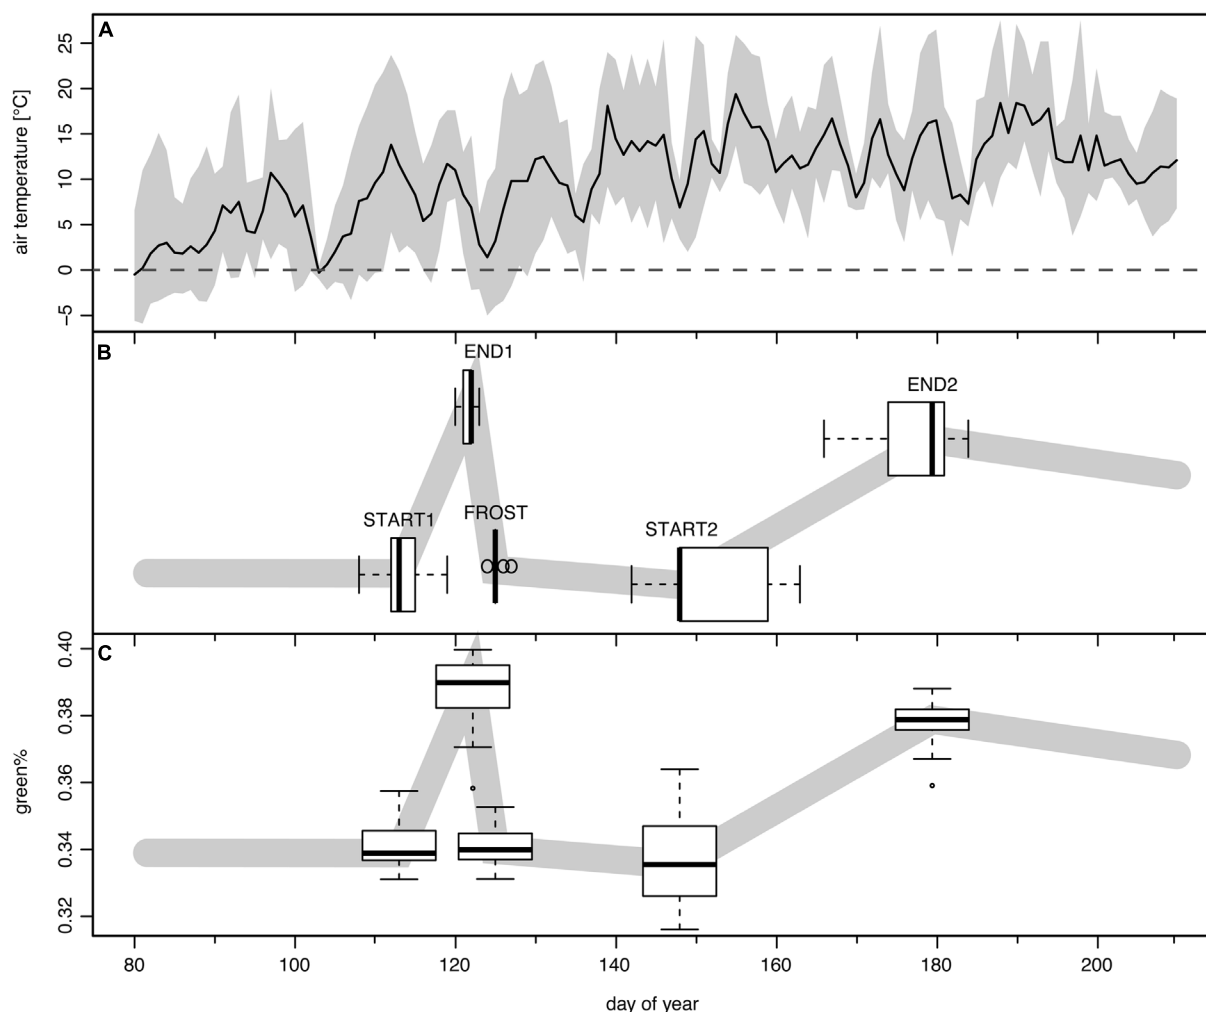 A
air temperature [°C]
25
20
15
10
5
0
−5
B
END1
END2
START1
FROST
START2
C
green%
0.40
0.38
0.36
0.34
0.32
80 100 120 140 160 180 200
day of year